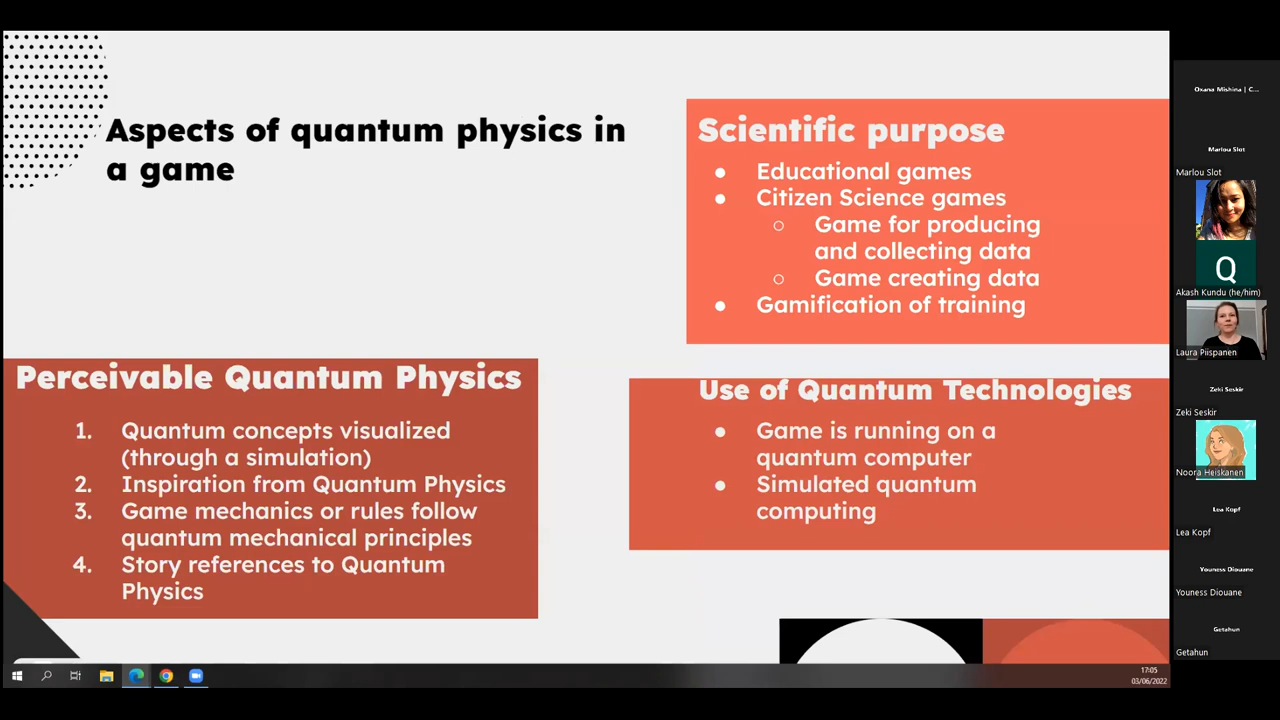 Aspects of quantum physics in
a game
Scientific purpose
● Educational games
● Citizen Science games
○ Game for producing
and collecting data
○ Game creating data
● Gamification of training
Perceivable Quantum Physics
1. Quantum concepts visualized
(through a simulation)
2. Inspiration from Quantum Physics
3. Game mechanics or rules follow
quantum mechanical principles
4. Story references to Quantum
Physics
Use of Quantum Technologies
● Game is running on a
quantum computer
● Simulated quantum
computing
Oxana Mishina | C...
Marlou Slot
Marlou Slot
Q
Akash Kundu (he/him)
Laura Piispanen
Zeki Seskir
Zeki Seskir
Noora Heiskanen
Lea Kopf
Lea Kopf
Youness Diouane
Youness Diouane
Getahun
Getahun
17:05
03/06/2022